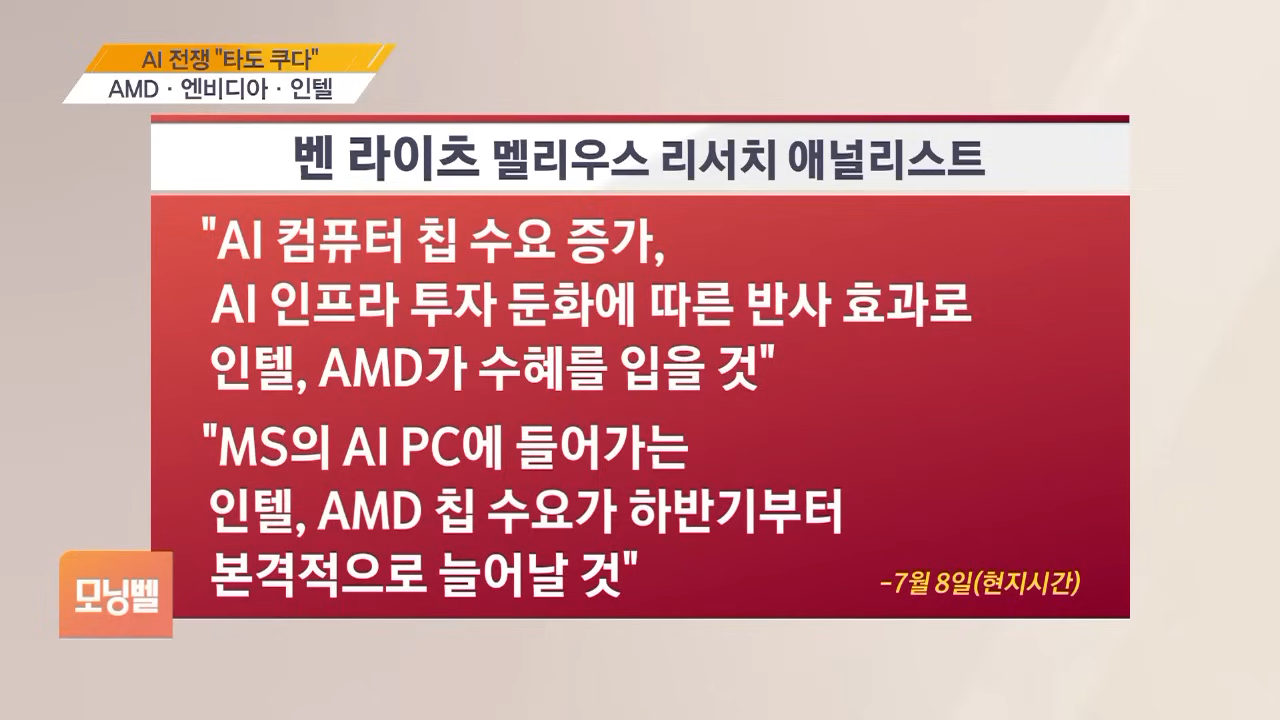 AI 전쟁 "타도 쿠다"
AMD · 엔비디아 · 인텔
벤 라이츠 멜리우스 리서치 애널리스트
"AI 컴퓨터 칩 수요 증가,
AI 인프라 투자 둔화에 따른 반사 효과로
인텔, AMD가 수혜를 입을 것"
"MS의 AI PC에 들어가는
인텔, AMD 칩 수요가 하반기부터
본격적으로 늘어날 것"
-7월 8일(현지시간)
모닝벨